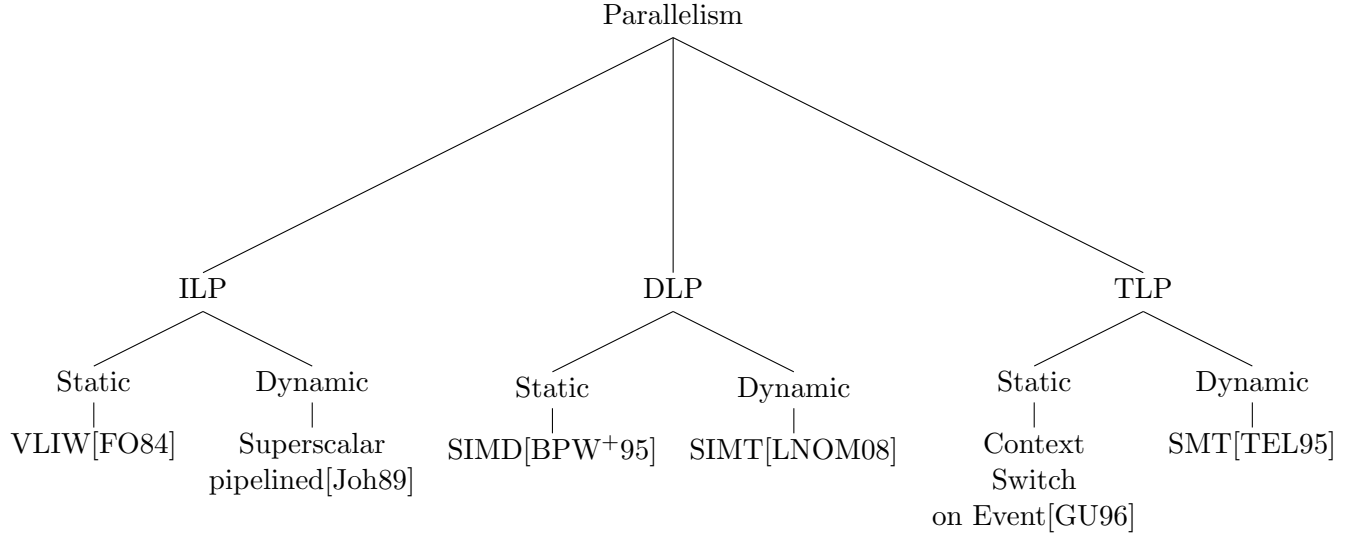 Parallelism
ILP
DLP
TLP
Static
Dynamic
Static
Dynamic
Static
Dynamic
VLIW[FO84]
Superscalar
pipelined[Joh89]
SIMD[BPW+95]
SIMT[LNOM08]
Context
Switch
on Event[GU96]
SMT[TEL95]